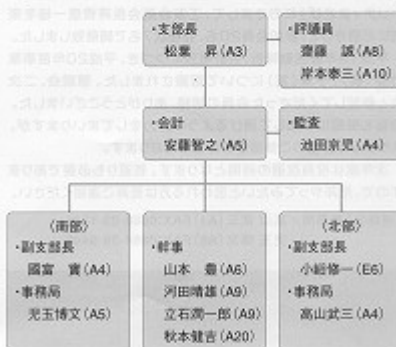 ・支部長
松葉 昇(A3)
・評議員
齋藤 誠(A8)
岸本泰三(A10)
・会計
安藤智之(A5)
・監査
池田京児(A4)
〈南部〉
・副支部長
國富 實(A4)
・事務局
児玉博文(A5)
・幹事
山本 豊(A6)
河田晴雄(A9)
立石潤一郎(A9)
秋本健吉(A20)
〈北部〉
・副支部長
小組修一(E6)
・事務局
高山武三(A4)